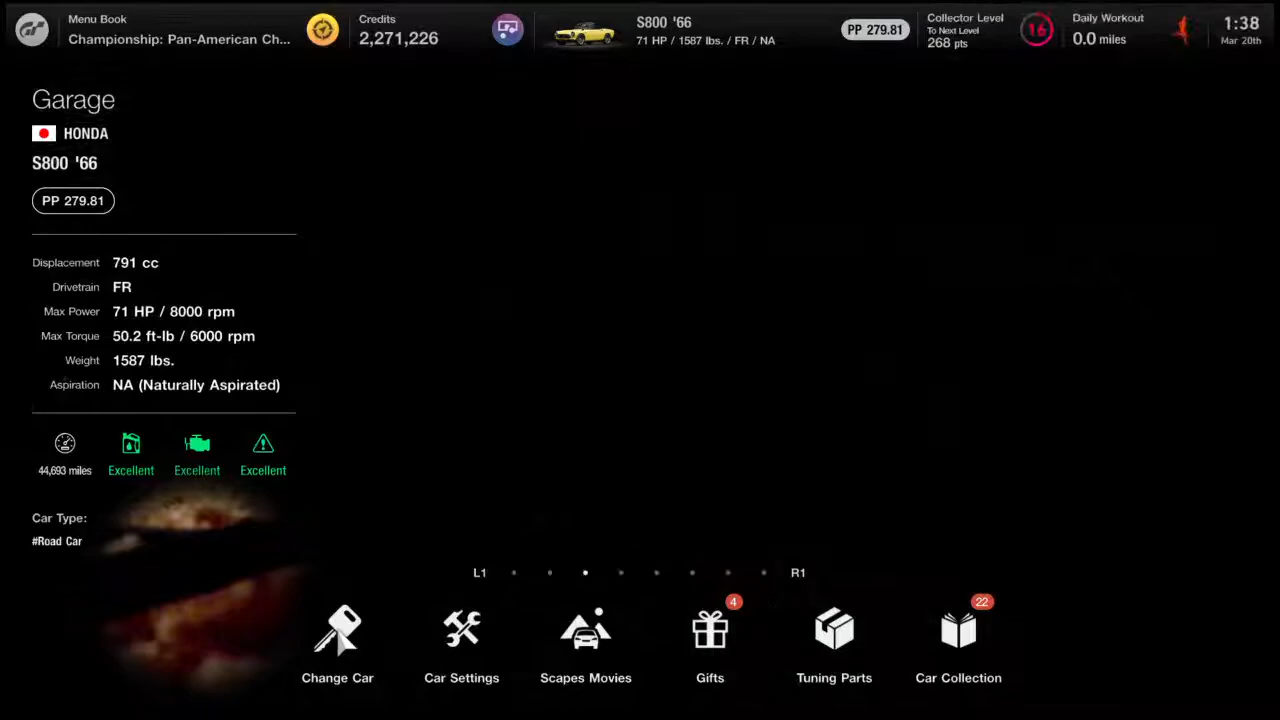 Menu Book
Championship: Pan-American Ch...
Credits
2,271,226
S800 '66
71 HP / 1587 lbs. / FR / NA
PP 279.81
Collector Level
To Next Level
268 pts
16
Daily Workout
0.0 miles
1:38
Mar 20th
Garage
HONDA
S800 '66
PP 279.81
Displacement 791 cc
Drivetrain FR
Max Power 71 HP / 8000 rpm
Max Torque 50.2 ft-lb / 6000 rpm
Weight 1587 lbs.
Aspiration NA (Naturally Aspirated)
44,693 miles Excellent Excellent Excellent
Car Type:
#Road Car
L1 R1
4 22
Change Car Car Settings Scapes Movies Gifts Tuning Parts Car Collection